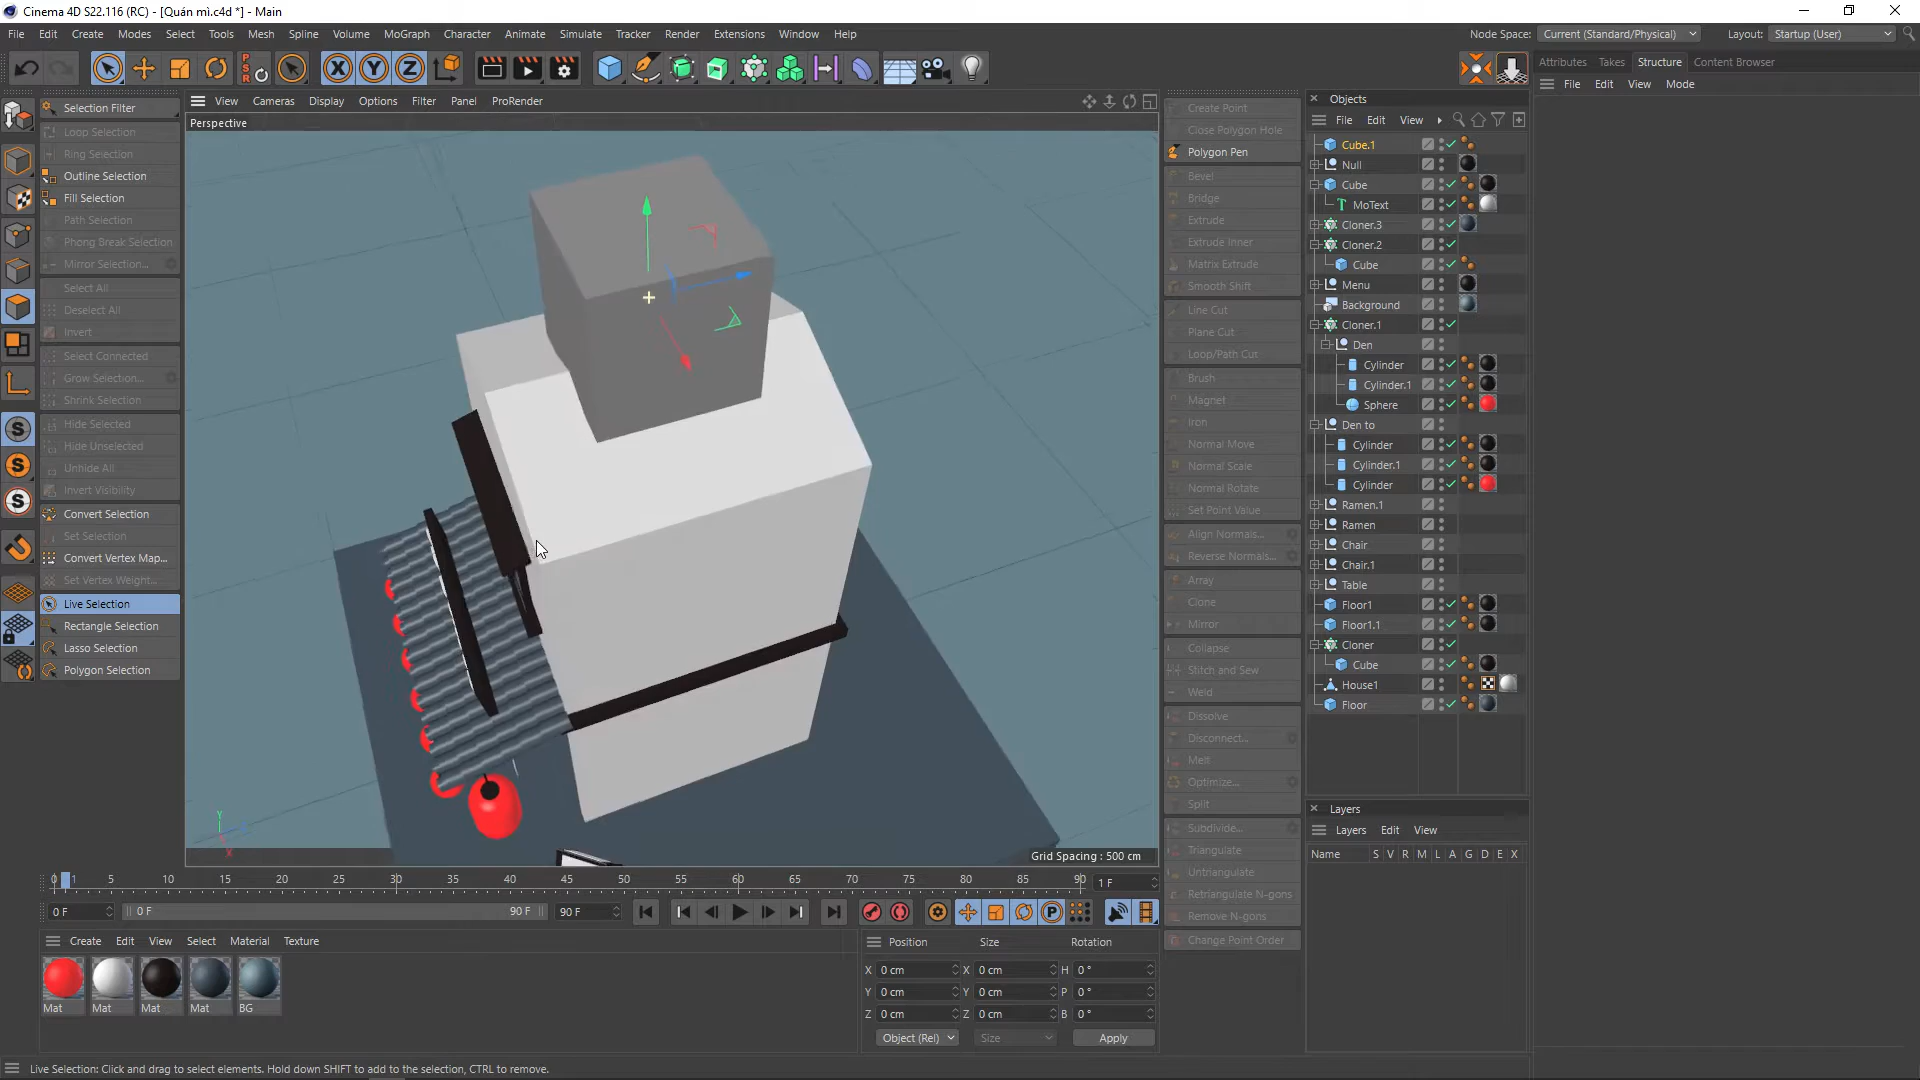 Cinema 4D S22.116 (RC) - [Quán mì.c4d *] - Main
File Edit Create Modes Select Tools Mesh Spline Volume MoGraph Character Animate Simulate Tracker Render Extensions Window Help Node Space: Current (Standard/Physical) Layout: Startup (User)
Attributes Takes Structure Content Browser
File Edit View Mode
View Cameras Display Options Filter Panel ProRender
Perspective
Grid Spacing : 500 cm
Selection Filter
Loop Selection
Ring Selection
Outline Selection
Fill Selection
Path Selection
Phong Break Selection
Mirror Selection...
Select All
Deselect All
Invert
Select Connected
Grow Selection...
Shrink Selection
Hide Selected
Hide Unselected
Unhide All
Invert Visibility
Convert Selection
Set Selection
Convert Vertex Map...
Set Vertex Weight...
Live Selection
Rectangle Selection
Lasso Selection
Polygon Selection
Create Point
Close Polygon Hole
Polygon Pen
Bevel
Bridge
Extrude
Extrude Inner
Matrix Extrude
Smooth Shift
Line Cut
Plane Cut
Loop/Path Cut
Brush
Magnet
Iron
Normal Move
Normal Scale
Normal Rotate
Set Point Value
Align Normals...
Reverse Normals...
Array
Clone
Mirror
Collapse
Stitch and Sew
Weld
Dissolve
Disconnect...
Melt
Optimize...
Split
Subdivide...
Triangulate
Untriangulate
Retriangulate N-gons
Remove N-gons
Change Point Order
Objects
File Edit View
Cube.1
Null
Cube
MoText
Cloner.3
Cloner.2
Cube
Menu
Background
Cloner.1
Den
Cylinder
Cylinder.1
Sphere
Den to
Cylinder
Cylinder.1
Cylinder
Ramen.1
Ramen
Chair
Chair.1
Table
Floor1
Floor1.1
Cloner
Cube
House1
Floor
Layers
Layers Edit View
Name S V R M L A G D E X
0 1 5 10 15 20 25 30 35 40 45 50 55 60 65 70 75 80 85 90 1 F
0 F 0 F 90 F 90 F
Create Edit View Select Material Texture
Mat Mat Mat Mat BG
Position Size Rotation
X 0 cm X 0 cm H 0 °
Y 0 cm Y 0 cm P 0 °
Z 0 cm Z 0 cm B 0 °
Object (Rel) Size Apply
Live Selection: Click and drag to select elements. Hold down SHIFT to add to the selection, CTRL to remove.